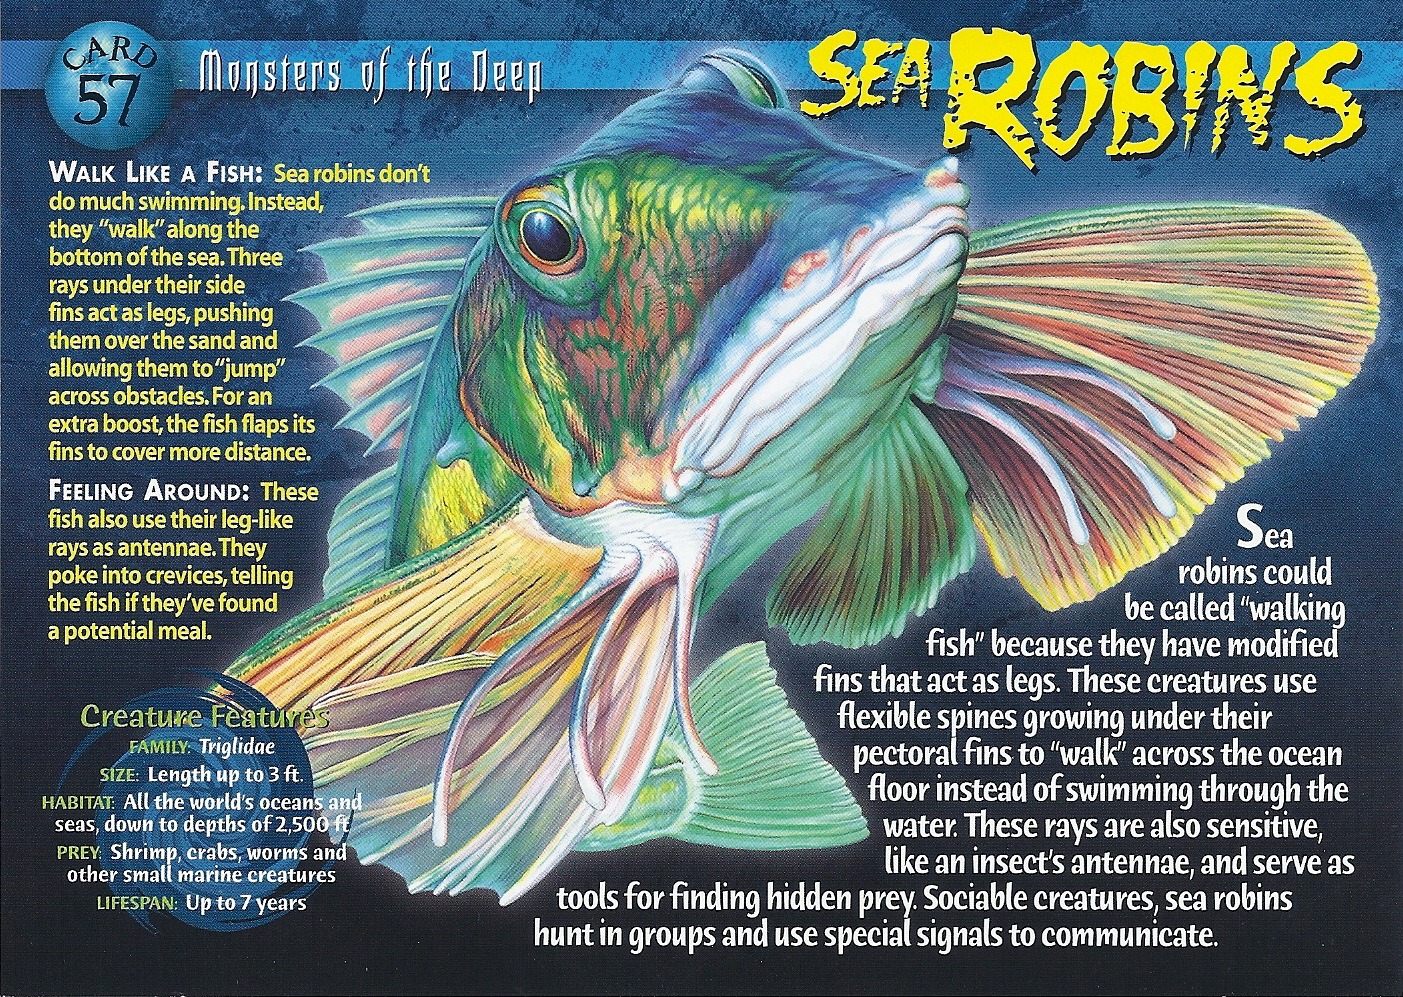 CARD
57
Monsters of the Deep
SEA ROBINS
WALK LIKE A FISH: Sea robins don't
do much swimming. Instead,
they "walk" along the
bottom of the sea. Three
rays under their side
fins act as legs, pushing
them over the sand and
allowing them to "jump"
across obstacles. For an
extra boost, the fish flaps its
fins to cover more distance.
FEELING AROUND: These
fish also use their leg-like
rays as antennae. They
poke into crevices, telling
the fish if they've found
a potential meal.
Creature Features
FAMILY: Triglidae
SIZE: Length up to 3 ft.
HABITAT: All the world's oceans and
seas, down to depths of 2,500 ft.
PREY: Shrimp, crabs, worms and
other small marine creatures
LIFESPAN: Up to 7 years
Sea
robins could
be called "walking
fish" because they have modified
fins that act as legs. These creatures use
flexible spines growing under their
pectoral fins to "walk" across the ocean
floor instead of swimming through the
water. These rays are also sensitive,
like an insect's antennae, and serve as
tools for finding hidden prey. Sociable creatures, sea robins
hunt in groups and use special signals to communicate.